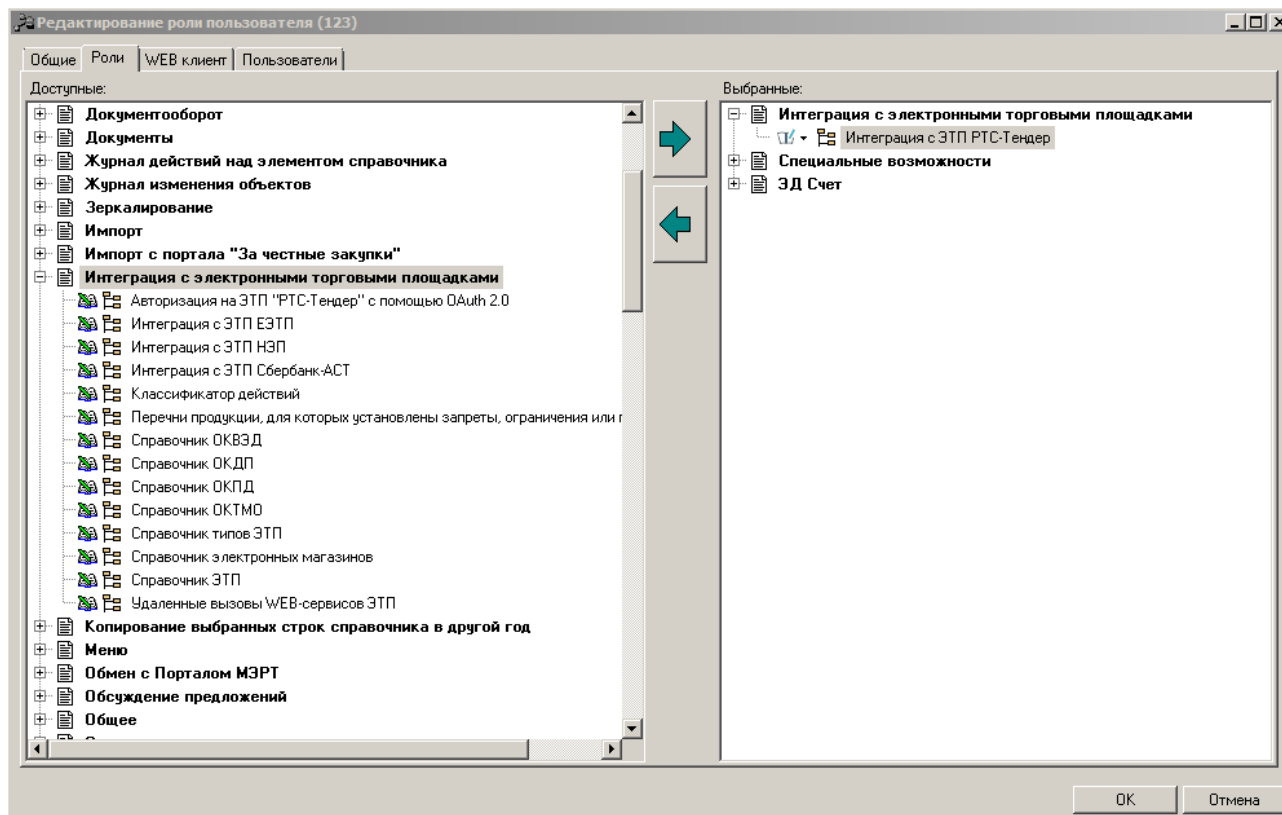 Редактирование роли пользователя (123)
Общие Роли WEB клиент Пользователи
Доступные:
Документооборот
Документы
Журнал действий над элементом справочника
Журнал изменения объектов
Зеркалирование
Импорт
Импорт с портала "За честные закупки"
Интеграция с электронными торговыми площадками
Авторизация на ЭТП "РТС-Тендер" с помощью OAuth 2.0
Интеграция с ЭТП ЕЭТП
Интеграция с ЭТП НЭП
Интеграция с ЭТП Сбербанк-АСТ
Классификатор действий
Перечни продукции, для которых установлены запреты, ограничения или
Справочник ОКВЭД
Справочник ОКДП
Справочник ОКПД
Справочник ОКТМО
Справочник типов ЭТП
Справочник электронных магазинов
Справочник ЭТП
Удаленные вызовы WEB-сервисов ЭТП
Копирование выбранных строк справочника в другой год
Меню
Обмен с Порталом МЭРТ
Обсуждение предложений
Общее
Выбранные:
Интеграция с электронными торговыми площадками
Интеграция с ЭТП РТС-Тендер
Специальные возможности
ЭД Счет
OK Отмена